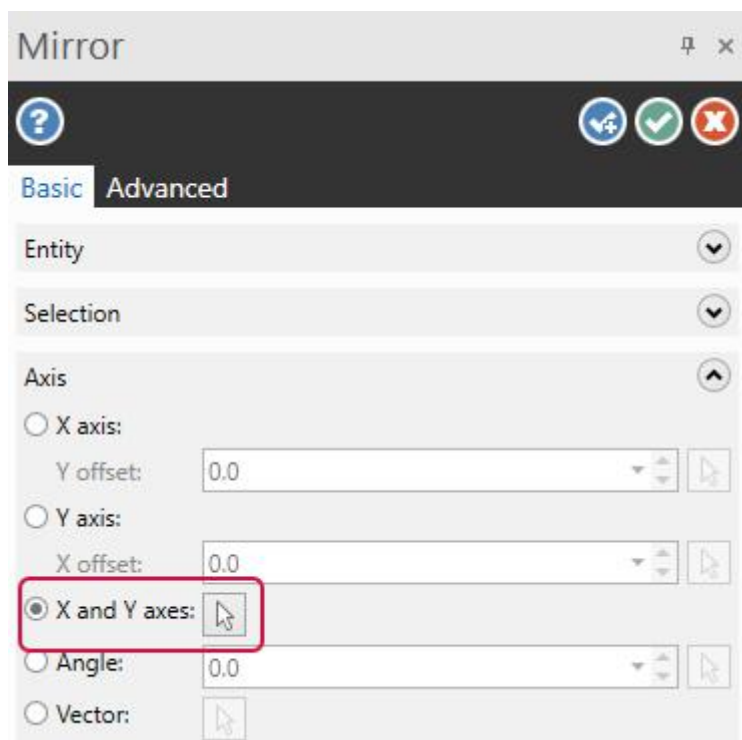 Mirror
Basic Advanced
Entity
Selection
Axis
X axis:
Y offset: 0.0
Y axis:
X offset: 0.0
X and Y axes:
Angle: 0.0
Vector: